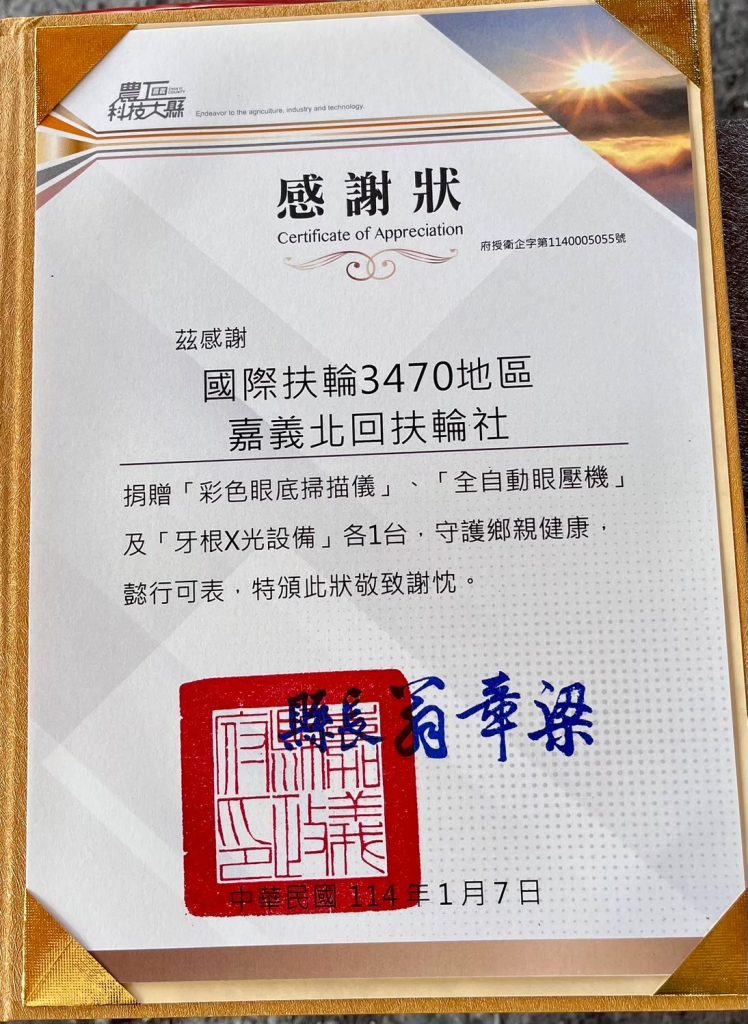 農工科技大縣
Endeavor to the agriculture, industry and technology.
感謝狀
Certificate of Appreciation
府授衛企字第1140005055號
茲感謝
國際扶輪3470地區
嘉義北回扶輪社
捐贈「彩色眼底掃描儀」、「全自動眼壓機」
及「牙根X光設備」各1台，守護鄉親健康，
懿行可表，特頒此狀敬致謝忱。
縣長翁章梁
嘉義縣政府印
中華民國 114 年 1 月 7 日